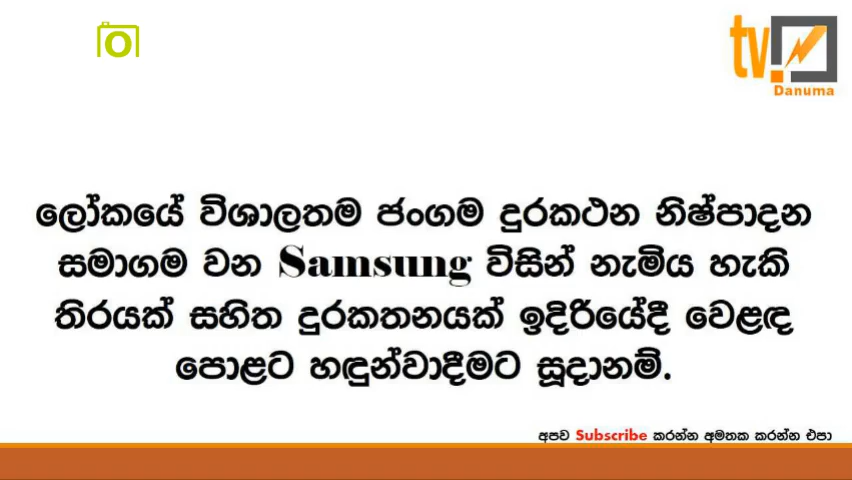 tv
Danuma
ලෝකයේ විශාලතම ජංගම දුරකථන නිෂ්පාදන
සමාගම වන Samsung විසින් නැමිය හැකි
තිරයක් සහිත දුරකතනයක් ඉදිරියේදී වෙළඳ
පොළට හඳුන්වාදීමට සූදානම්.
අපව Subscribe කරන්න අමතක කරන්න එපා